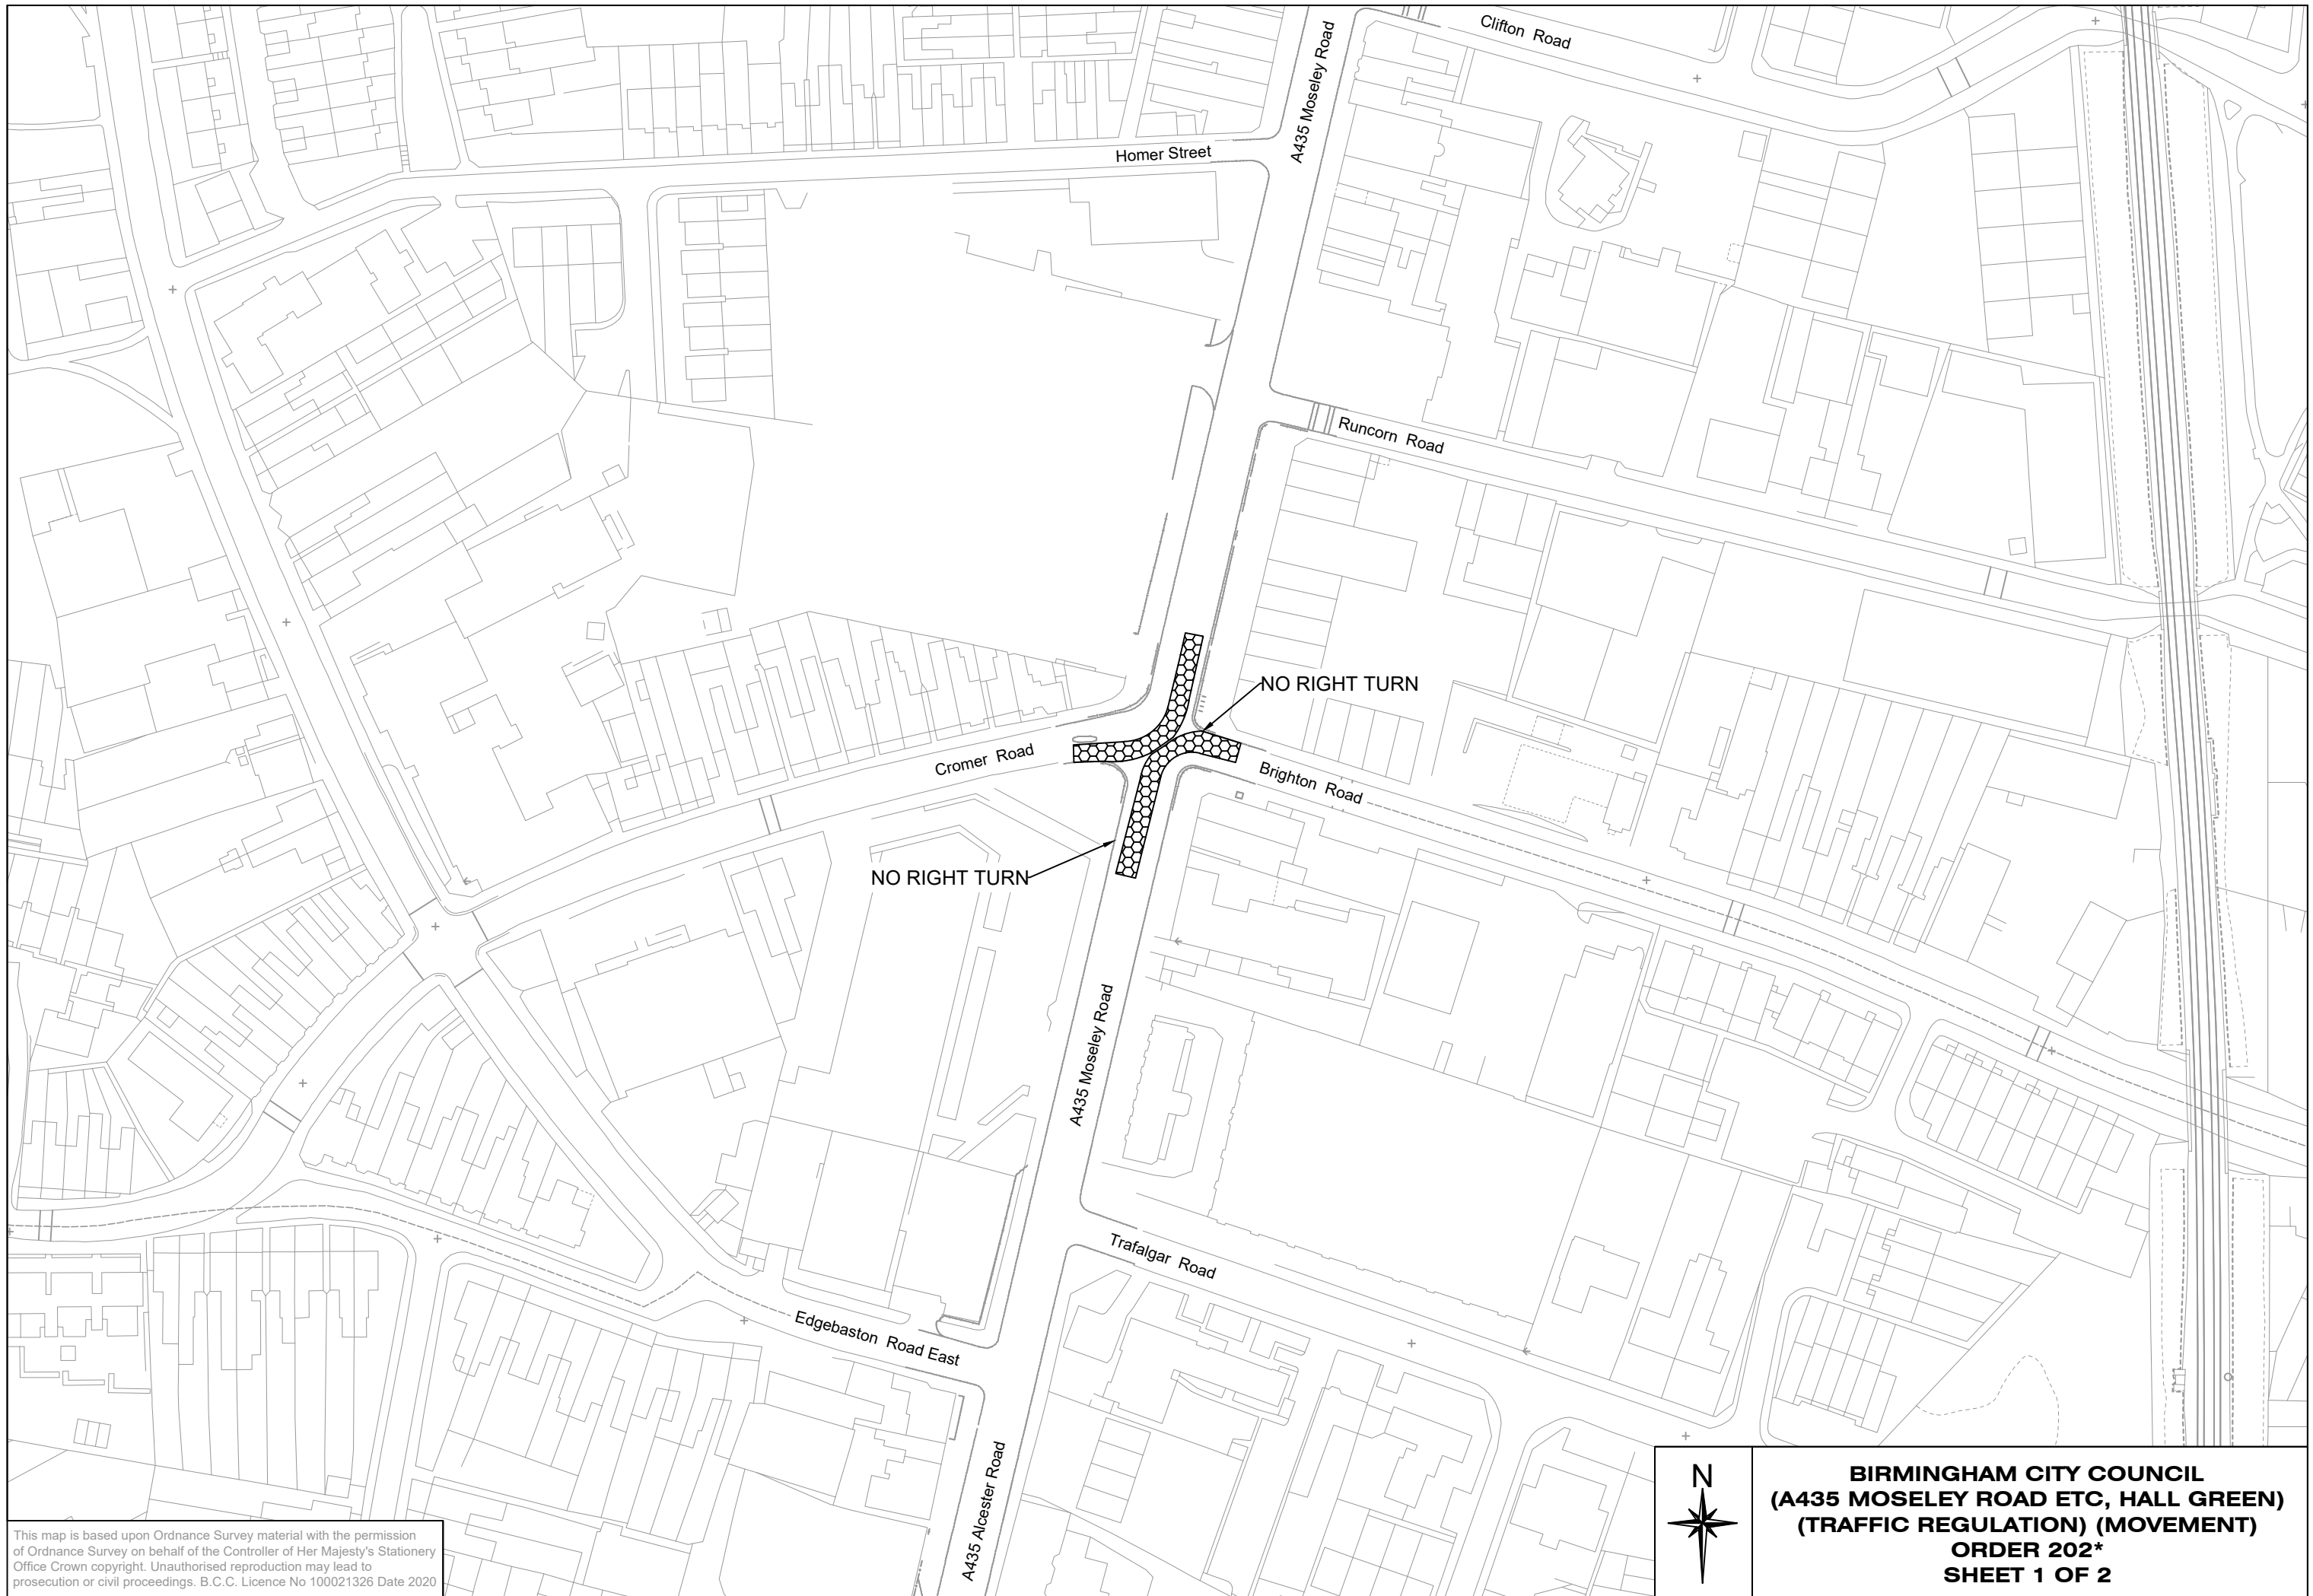 Clifton Road
A435 Moseley Road
Homer Street
Runcorn Road
NO RIGHT TURN
Cromer Road
Brighton Road
NO RIGHT TURN
A435 Moseley Road
Trafalgar Road
Edgebaston Road East
A435 Alcester Road
This map is based upon Ordnance Survey material with the permission
of Ordnance Survey on behalf of the Controller of Her Majesty's Stationery
Office Crown copyright. Unauthorised reproduction may lead to
prosecution or civil proceedings. B.C.C. Licence No 100021326 Date 2020
N
BIRMINGHAM CITY COUNCIL
(A435 MOSELEY ROAD ETC, HALL GREEN)
(TRAFFIC REGULATION) (MOVEMENT)
ORDER 202*
SHEET 1 OF 2